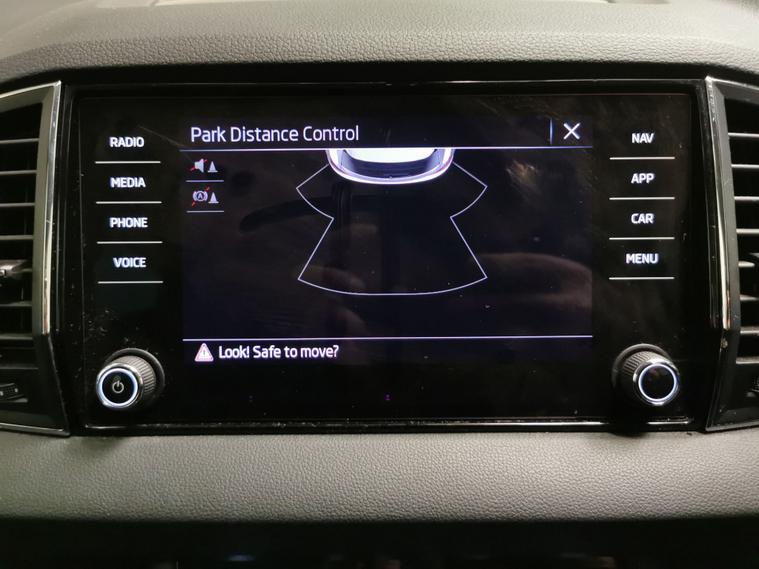 Park Distance Control
RADIO
MEDIA
PHONE
VOICE
NAV
APP
CAR
MENU
Look! Safe to move?